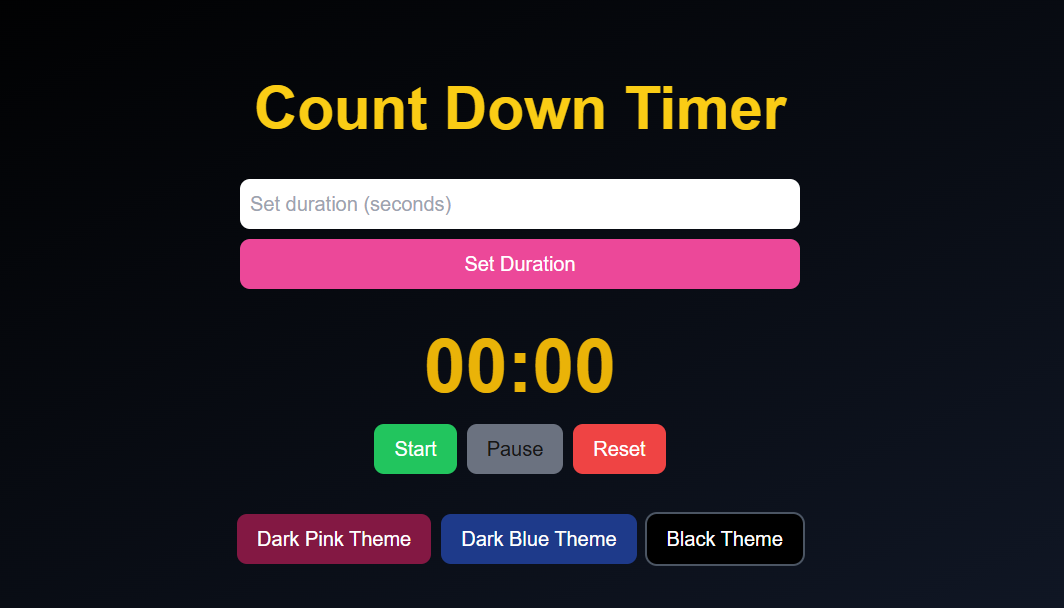 Count Down Timer
Set duration (seconds)
Set Duration
00:00
Start Pause Reset
Dark Pink Theme Dark Blue Theme Black Theme